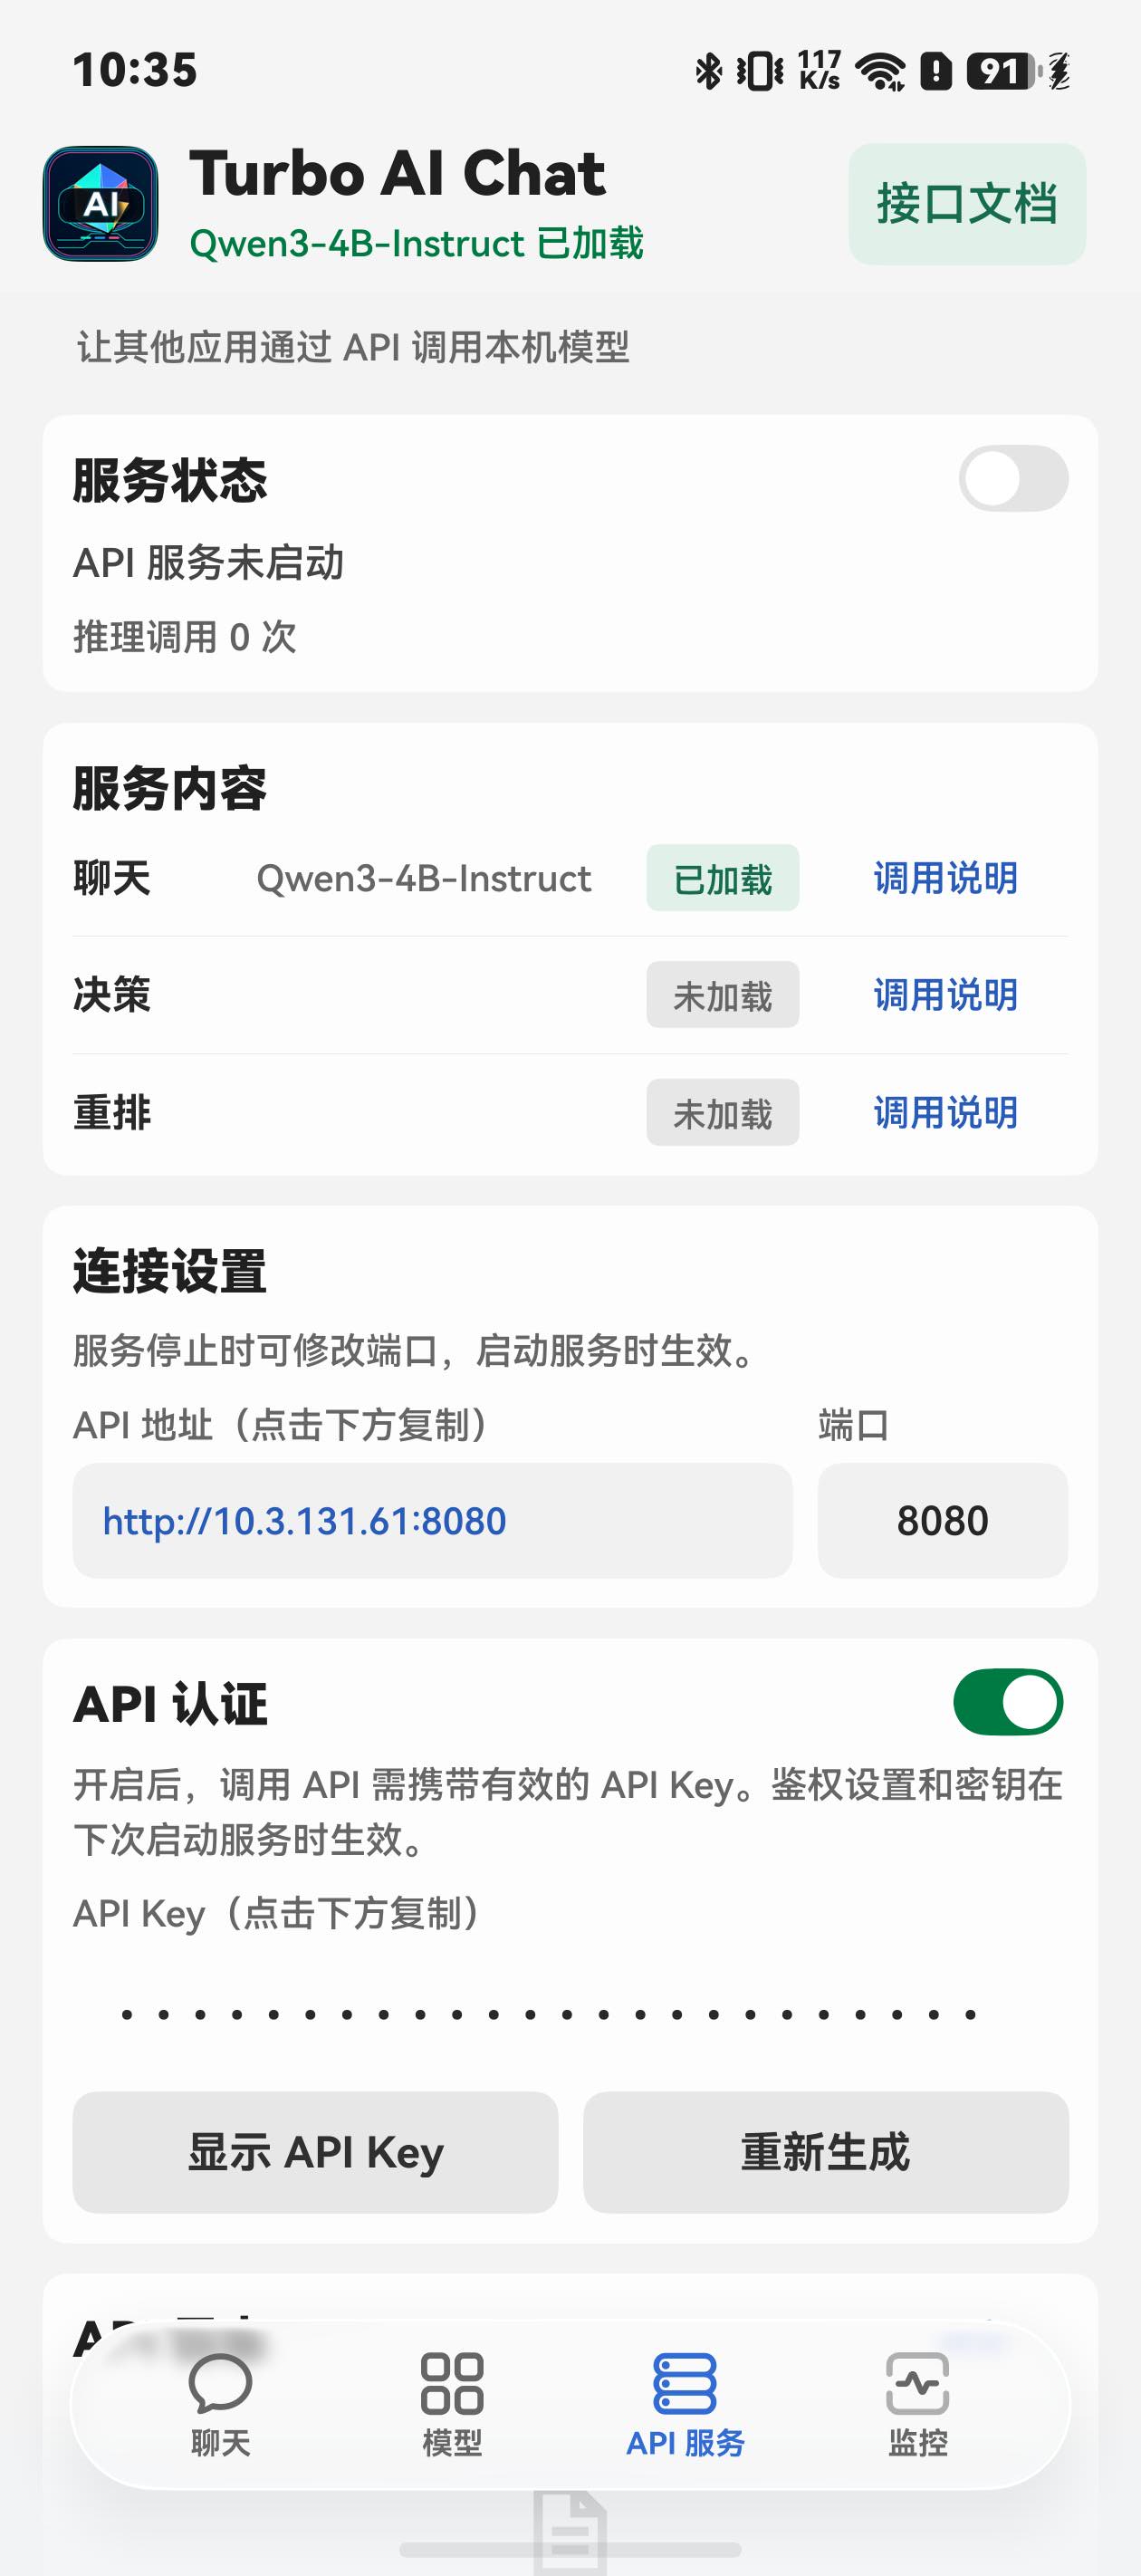 10:35
117
K/s
91
AI
Turbo AI Chat
Qwen3-4B-Instruct 已加载
接口文档
让其他应用通过 API 调用本机模型
服务状态
API 服务未启动
推理调用 0 次
服务内容
聊天 Qwen3-4B-Instruct 已加载 调用说明
决策 未加载 调用说明
重排 未加载 调用说明
连接设置
服务停止时可修改端口，启动服务时生效。
API 地址（点击下方复制） 端口
http://10.3.131.61:8080 8080
API 认证
开启后，调用 API 需携带有效的 API Key。鉴权设置和密钥在
下次启动服务时生效。
API Key（点击下方复制）
显示 API Key 重新生成
聊天 模型 API 服务 监控